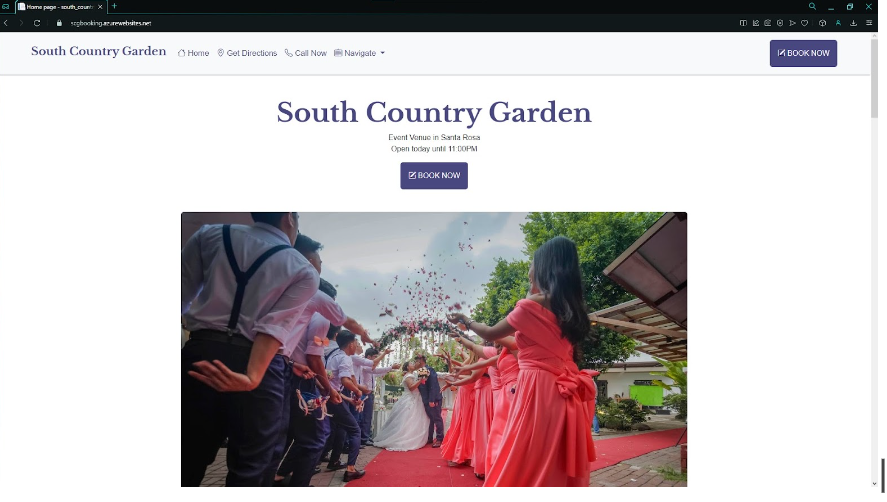 Home page - south_countr
scgbooking.azurewebsites.net
South Country Garden Home Get Directions Call Now Navigate BOOK NOW
South Country Garden
Event Venue in Santa Rosa
Open today until 11:00PM
BOOK NOW